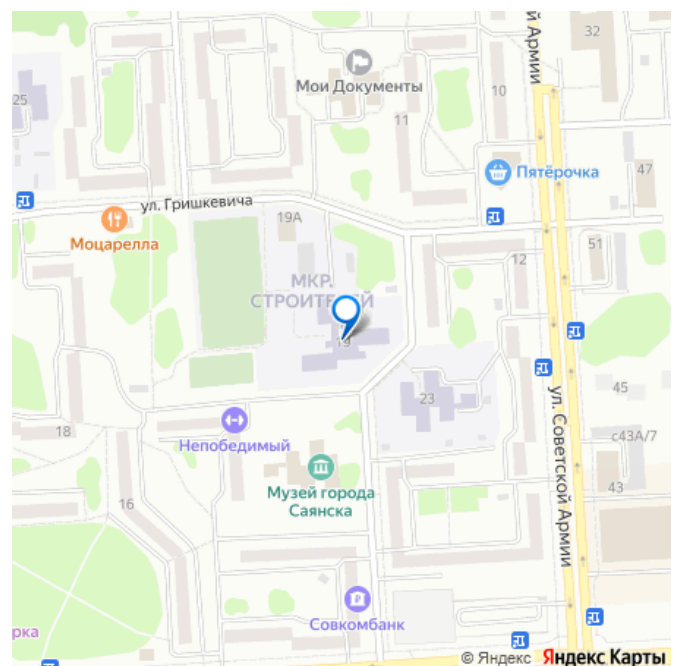 й Армии
32
Мои Документы
25
10
11
Пятёрочка
47
ул. Гришкевича
19А
Моцарелла
51
12
МКР.
СТРОИТЕЛЕЙ
19
45
23
ул. Советской Армии
18
Непобедимый
с43А/7
Музей города
Саянска
43
16
Совкомбанк
рка
© Яндекс Яндекс Карты